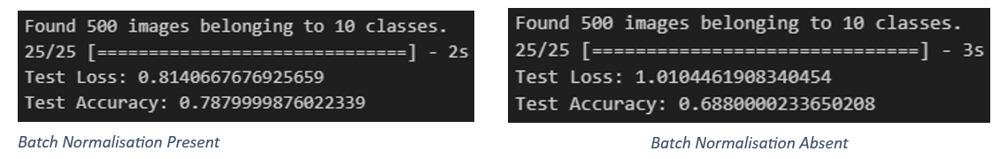 Found 500 images belonging to 10 classes.
25/25 [==============================] - 2s
Test Loss: 0.8140667676925659
Test Accuracy: 0.7879999876022339
Batch Normalisation Present
Found 500 images belonging to 10 classes.
25/25 [==============================] - 3s
Test Loss: 1.0104461908340454
Test Accuracy: 0.6880000233650208
Batch Normalisation Absent